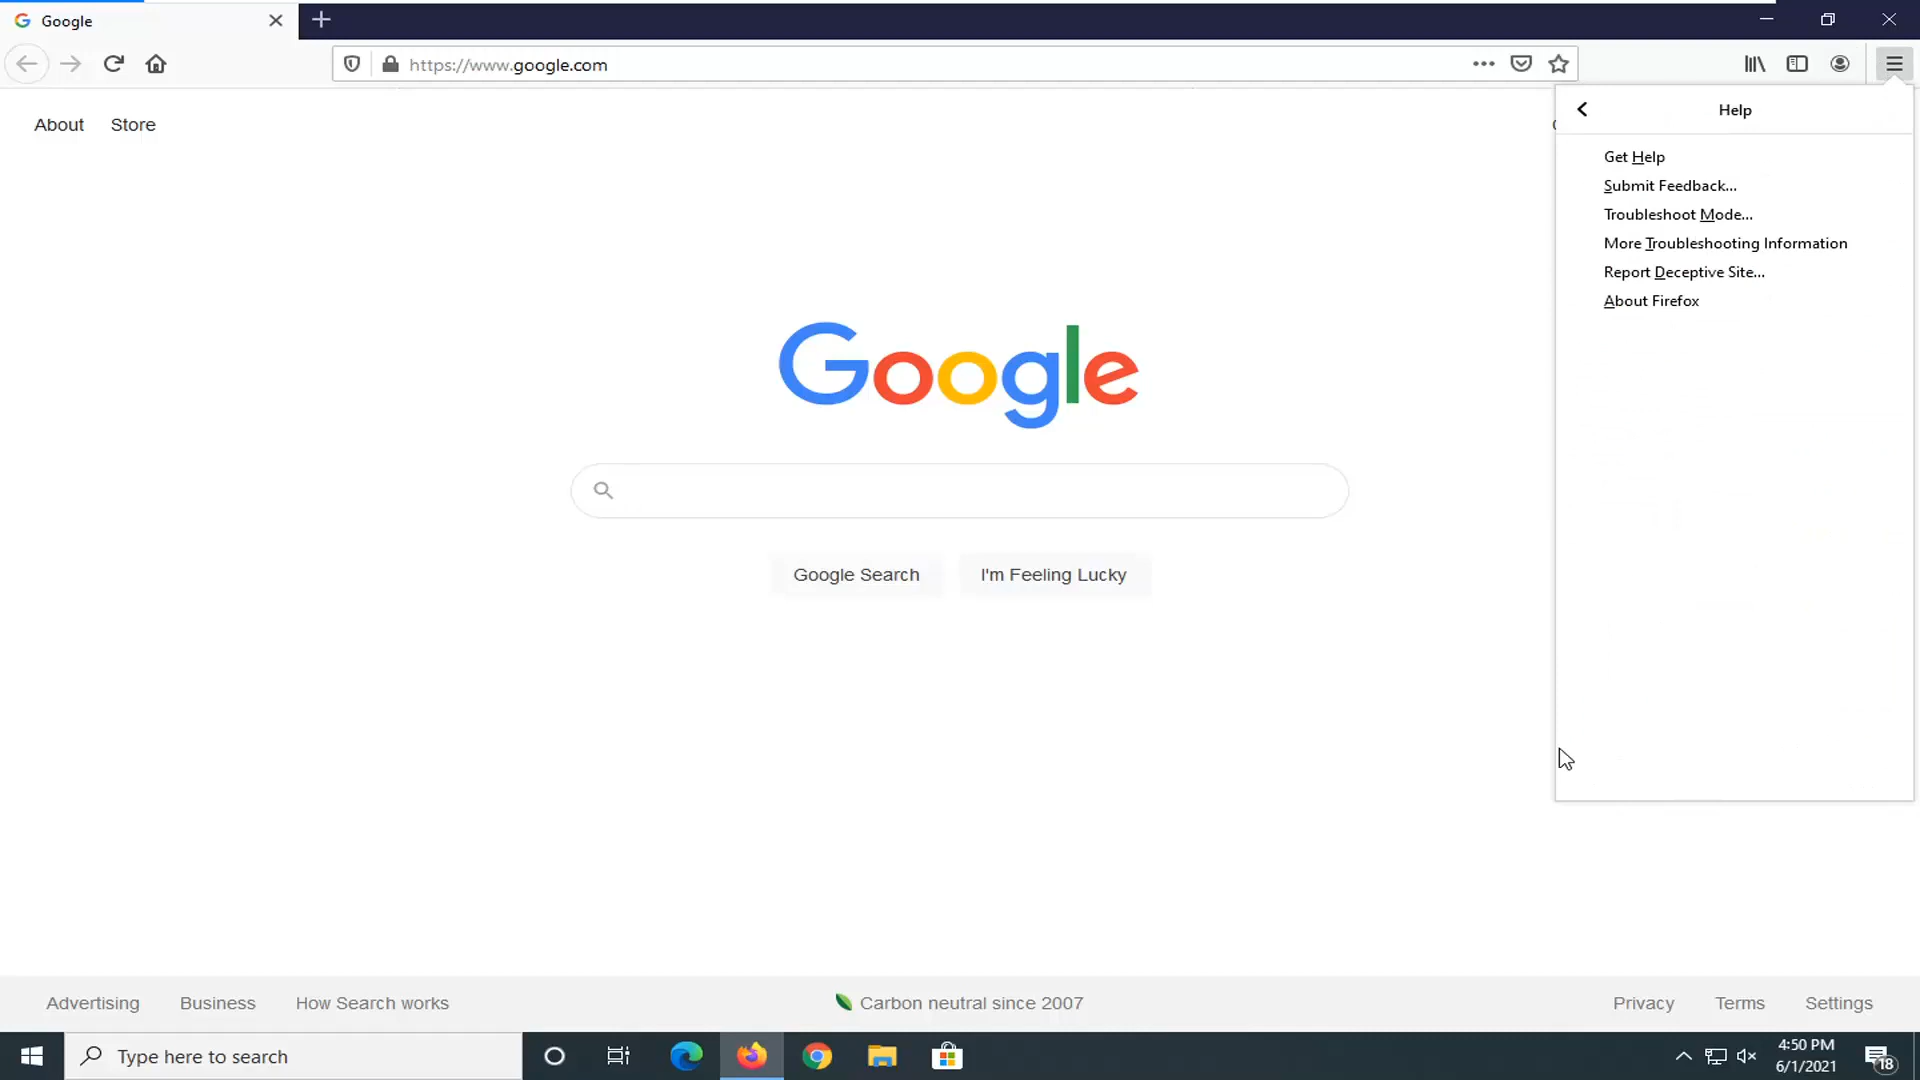 Google
https://www.google.com
About Store
Help
Get Help
Submit Feedback...
Troubleshoot Mode...
More Troubleshooting Information
Report Deceptive Site...
About Firefox
Google
Google Search I'm Feeling Lucky
Advertising Business How Search works Carbon neutral since 2007 Privacy Terms Settings
Type here to search
4:50 PM
6/1/2021
18